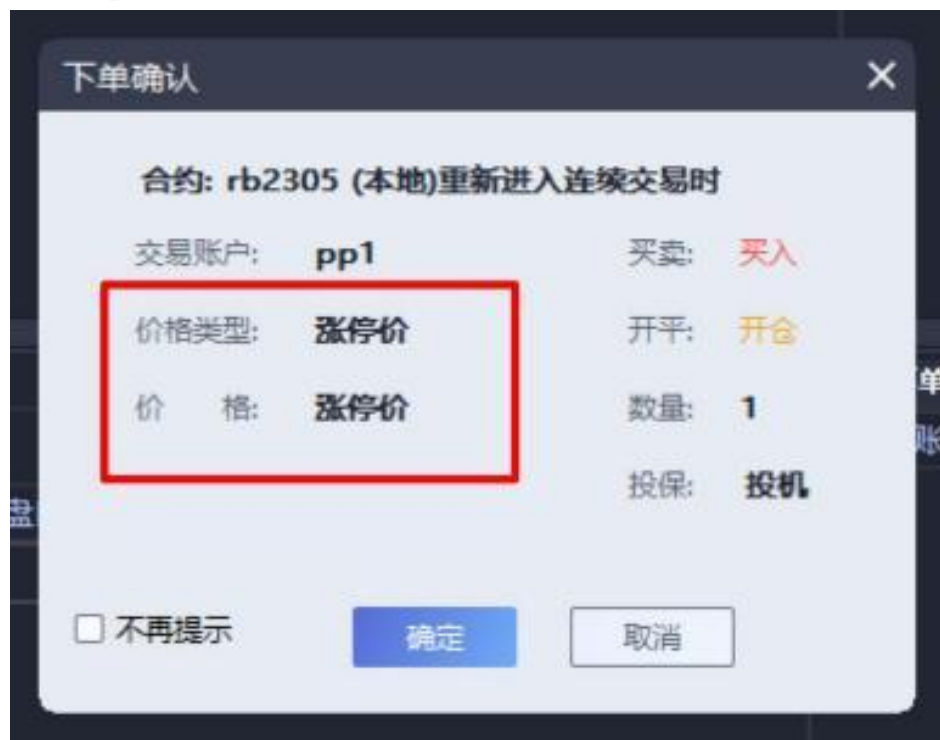 下单确认
合约: rb2305 (本地)重新进入连续交易时
交易账户: pp1 买卖: 买入
价格类型: 涨停价 开平: 开仓
单
价 格: 涨停价 数量: 1
账
投保: 投机
盘
不再提示 确定 取消